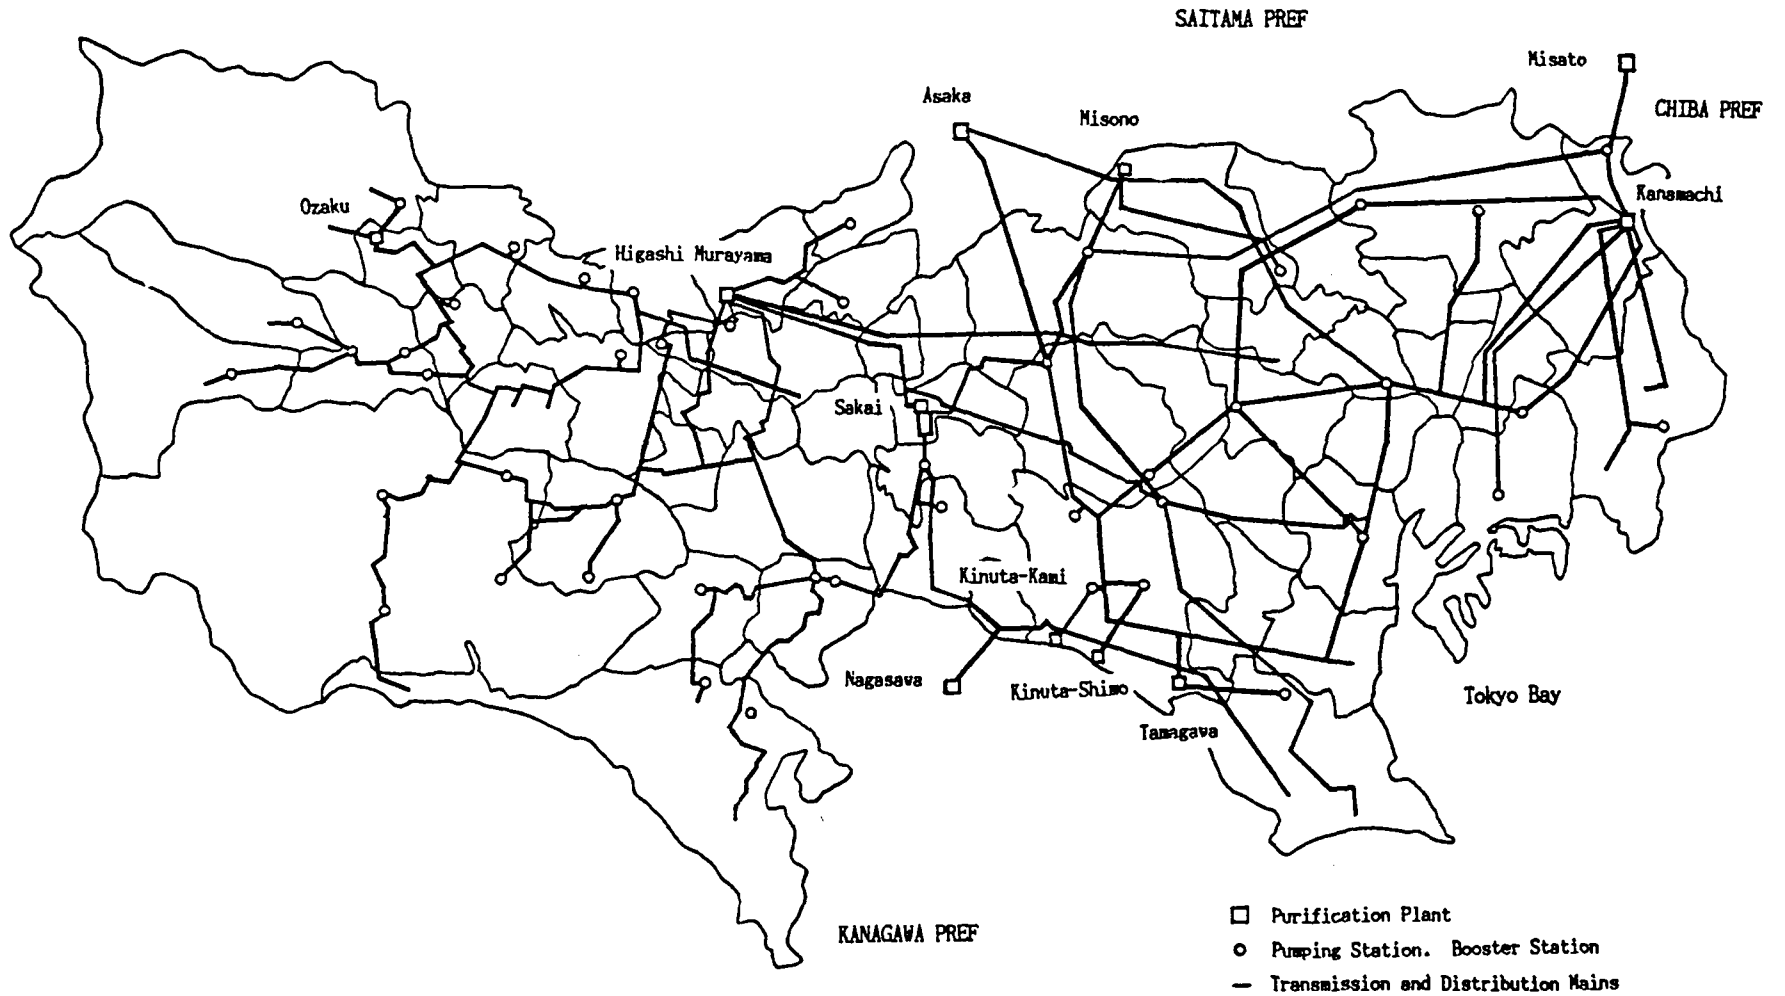 SAITAMA PREF
Misato
Asaka
CHIBA PREF
Misono
Kanamachi
Ozaku
Higashi Murayama
Sakai
Kinuta-Kami
Nagasawa
Kinuta-Shimo
Tokyo Bay
Tamagawa
KANAGAWA PREF
Purification Plant
Pumping Station. Booster Station
Transmission and Distribution Mains